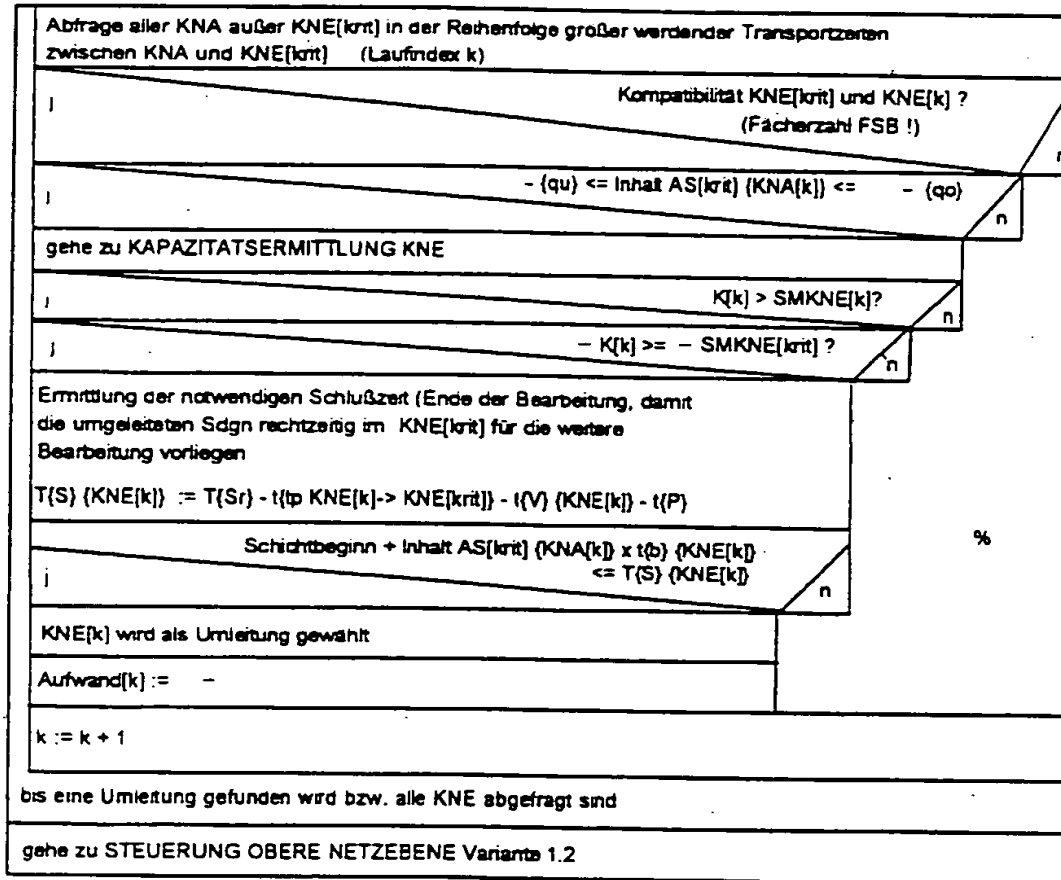 Abfrage aller KNA außer KNE[krit] in der Reihenfolge großer werdender Transportzeiten
zwischen KNA und KNE[krit] (Laufindex k)
Kompatibilität KNE[krit] und KNE[k] ?
(Fächerzahl FSB !)
j
n
- {qu} <= Inhalt AS[krit] {KNA[k]} <= - {qo}
j
n
gehe zu KAPAZITATSERMITTLUNG KNE
K[k] > SMKNE[k]?
j
n
- K[k] >= - SMKNE[krit] ?
j
n
Ermittlung der notwendigen Schlußzeit (Ende der Bearbeitung, damit
die umgeleiteten Sdgn rechtzeitig im KNE[krit] für die weitere
Bearbeitung vorliegen
T{S} {KNE[k]} := T{Sr} - t{tp KNE[k]-> KNE[krit]} - t{V} {KNE[k]} - t{P}
%
Schichtbeginn + Inhalt AS[krit] {KNA[k]} x t{b} {KNE[k]}
<= T{S} {KNE[k]}
j
n
KNE[k] wird als Umleitung gewählt
Aufwand[k] := -
k := k + 1
bis eine Umleitung gefunden wird bzw. alle KNE abgefragt sind
gehe zu STEUERUNG OBERE NETZEBENE Variante 1.2